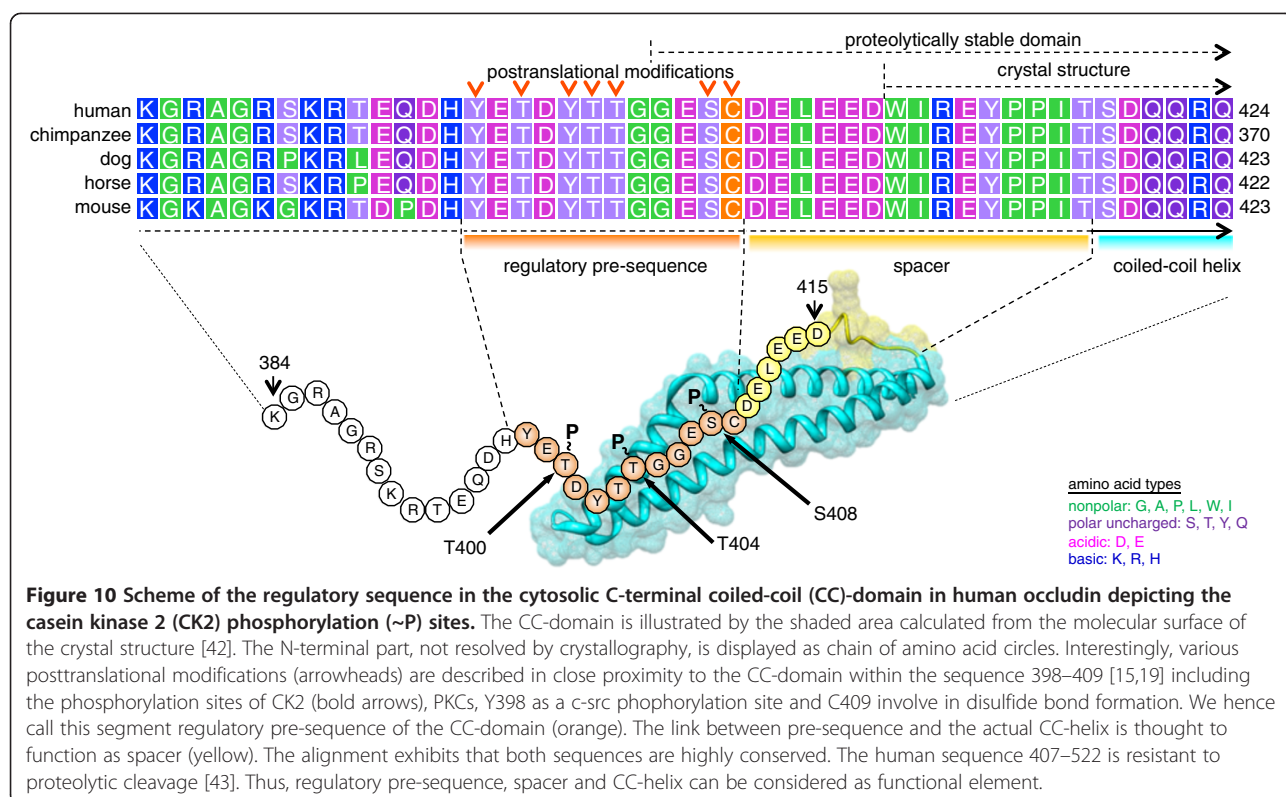 proteolytically stable domain
postranslational modifications
crystal structure
human KGRAGRSKRTEQDHYETDYTTGGESCDELEEDWIREYPPITSDQQRQ 424
chimpanzee KGRAGRSKRTEQDHYETDYTTGGESCDELEEDWIREYPPITSDQQRQ 370
dog KGRAGRPKRLEQDHYETDYTTGGESCDELEEDWIREYPPITSDQQRQ 423
horse KGRAGRSKRPEQDHYETDYTTGGESCDELEEDWIREYPPITSDQQRQ 422
mouse KGKAGKGKRTDPDHYETDYTTGGESCDELEEDWIREYPPITSDQQRQ 423
regulatory pre-sequence spacer coiled-coil helix
384
415
K G R A G R S K R T E Q D H Y E T D Y T T G G E S C D E L E E D
P P P
T400
T404
S408
amino acid types
nonpolar: G, A, P, L, W, I
polar uncharged: S, T, Y, Q
acidic: D, E
basic: K, R, H
Figure 10 Scheme of the regulatory sequence in the cytosolic C-terminal coiled-coil (CC)-domain in human occludin depicting the
casein kinase 2 (CK2) phosphorylation (~P) sites. The CC-domain is illustrated by the shaded area calculated from the molecular surface of
the crystal structure [42]. The N-terminal part, not resolved by crystallography, is displayed as chain of amino acid circles. Interestingly, various
posttranslational modifications (arrowheads) are described in close proximity to the CC-domain within the sequence 398–409 [15,19] including
the phosphorylation sites of CK2 (bold arrows), PKCs, Y398 as a c-src phophorylation site and C409 involve in disulfide bond formation. We hence
call this segment regulatory pre-sequence of the CC-domain (orange). The link between pre-sequence and the actual CC-helix is thought to
function as spacer (yellow). The alignment exhibits that both sequences are highly conserved. The human sequence 407–522 is resistant to
proteolytic cleavage [43]. Thus, regulatory pre-sequence, spacer and CC-helix can be considered as functional element.